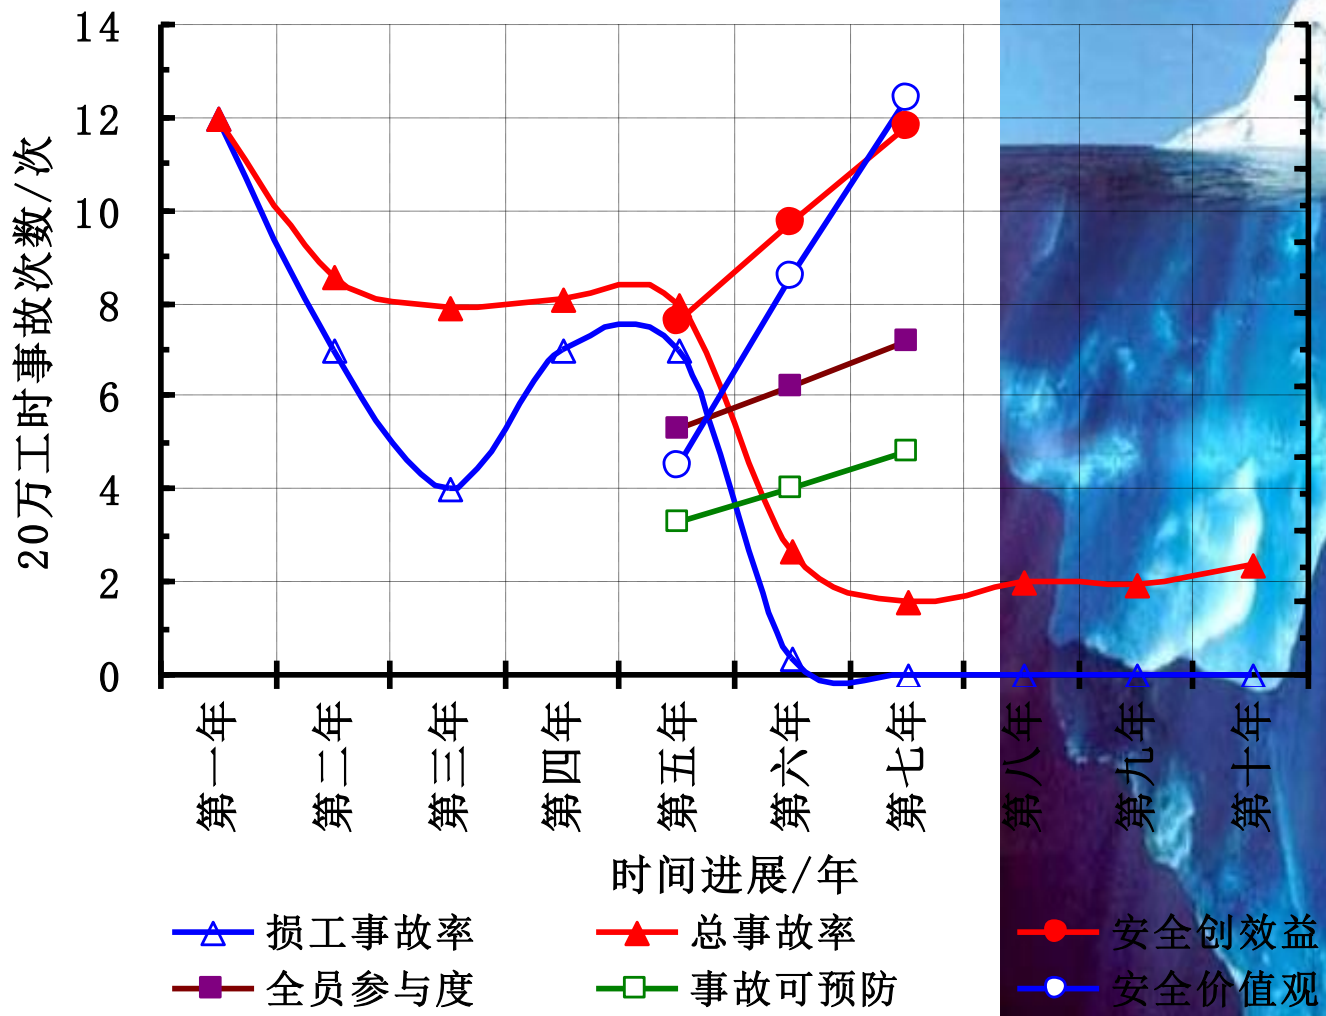 14
12
10
8
6
4
2
0
20万工时事故次数/次
第一年
第二年
第三年
第四年
第五年
第六年
第七年
第八年
第九年
第十年
时间进展/年
损工事故率 总事故率 安全创效益
全员参与度 事故可预防 安全价值观